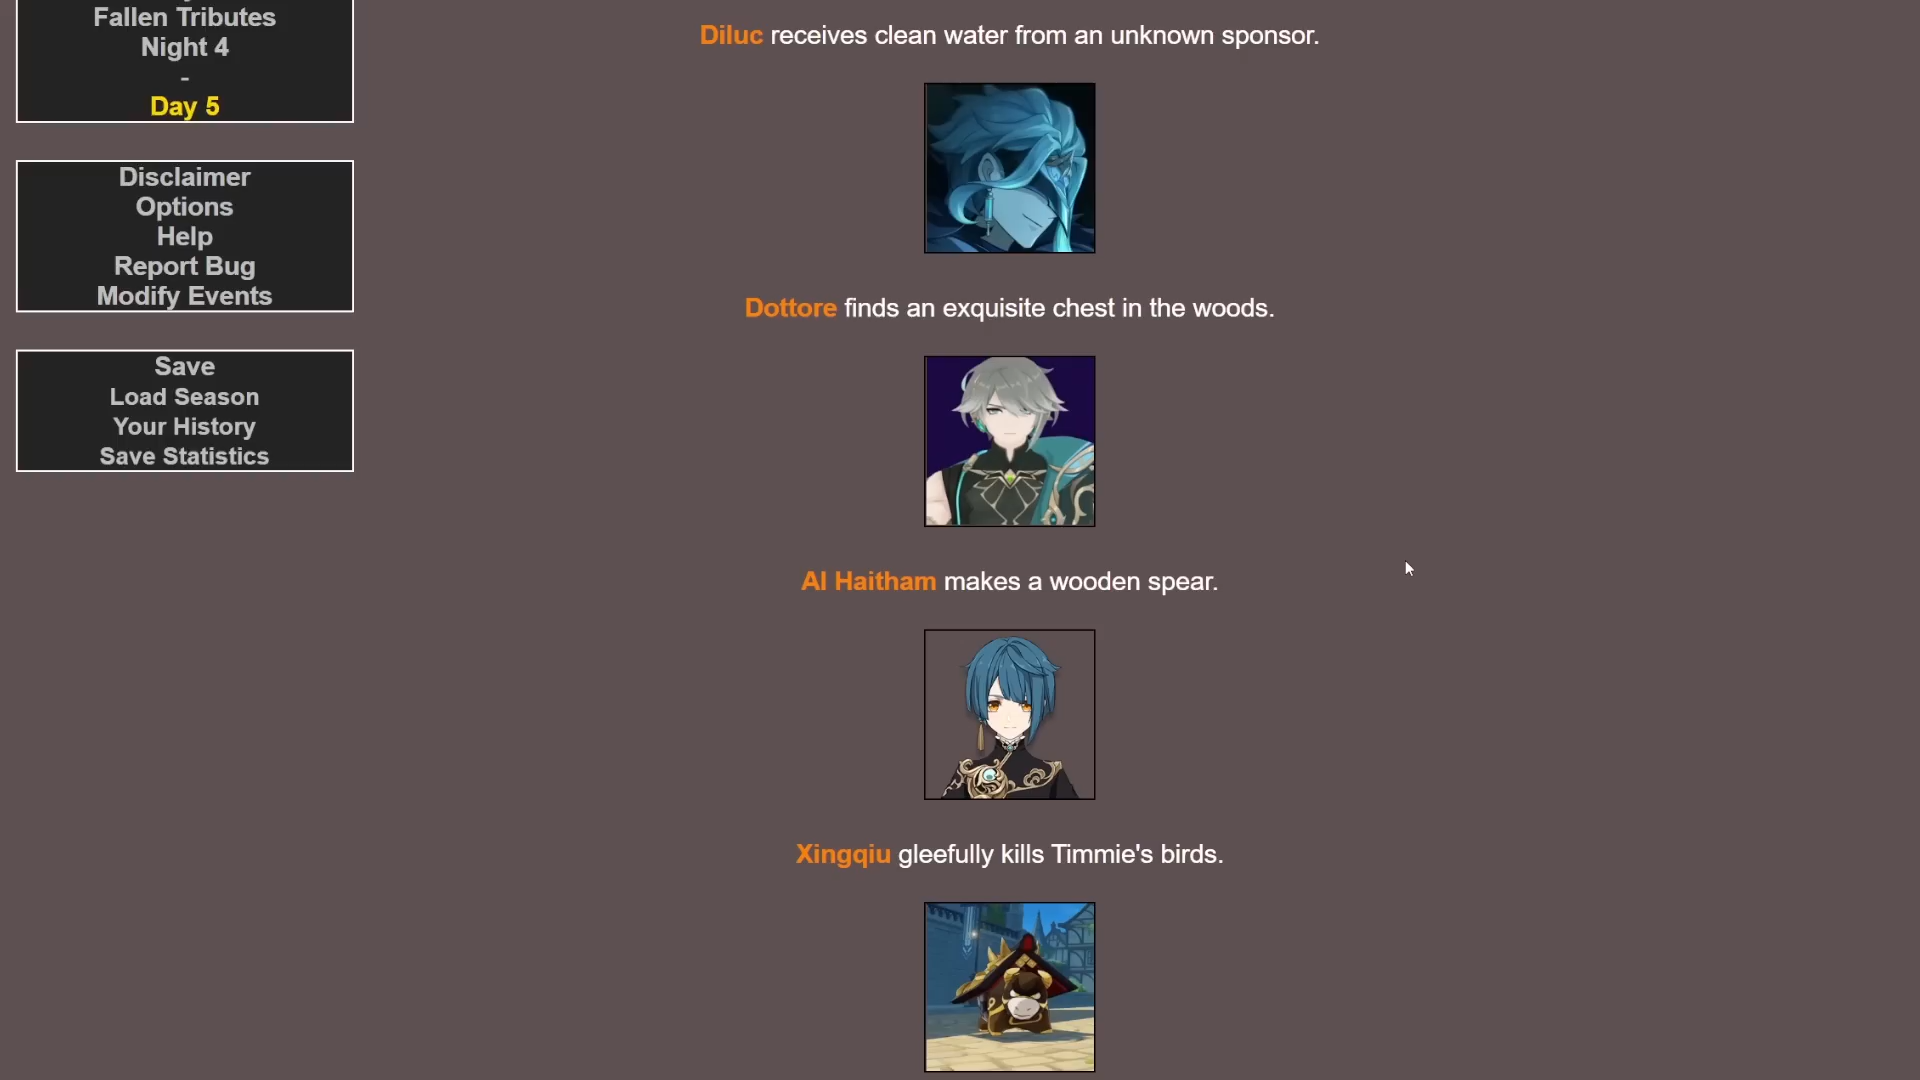 Fallen Tributes
Night 4
-
Day 5
Disclaimer
Options
Help
Report Bug
Modify Events
Save
Load Season
Your History
Save Statistics
Diluc receives clean water from an unknown sponsor.
Dottore finds an exquisite chest in the woods.
Al Haitham makes a wooden spear.
Xingqiu gleefully kills Timmie's birds.